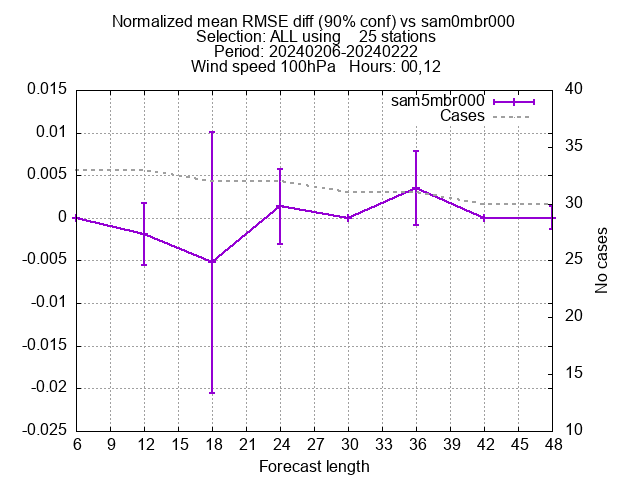 Normalized mean RMSE diff (90% conf) vs sam0mbr000
Selection: ALL using    25 stations
Period: 20240206-20240222
Wind speed 100hPa   Hours: 00,12
sam5mbr000
Cases
0.015
0.01
0.005
0
-0.005
-0.01
-0.015
-0.02
-0.025
40
35
30
25
20
15
10
No cases
6 9 12 15 18 21 24 27 30 33 36 39 42 45 48
Forecast length